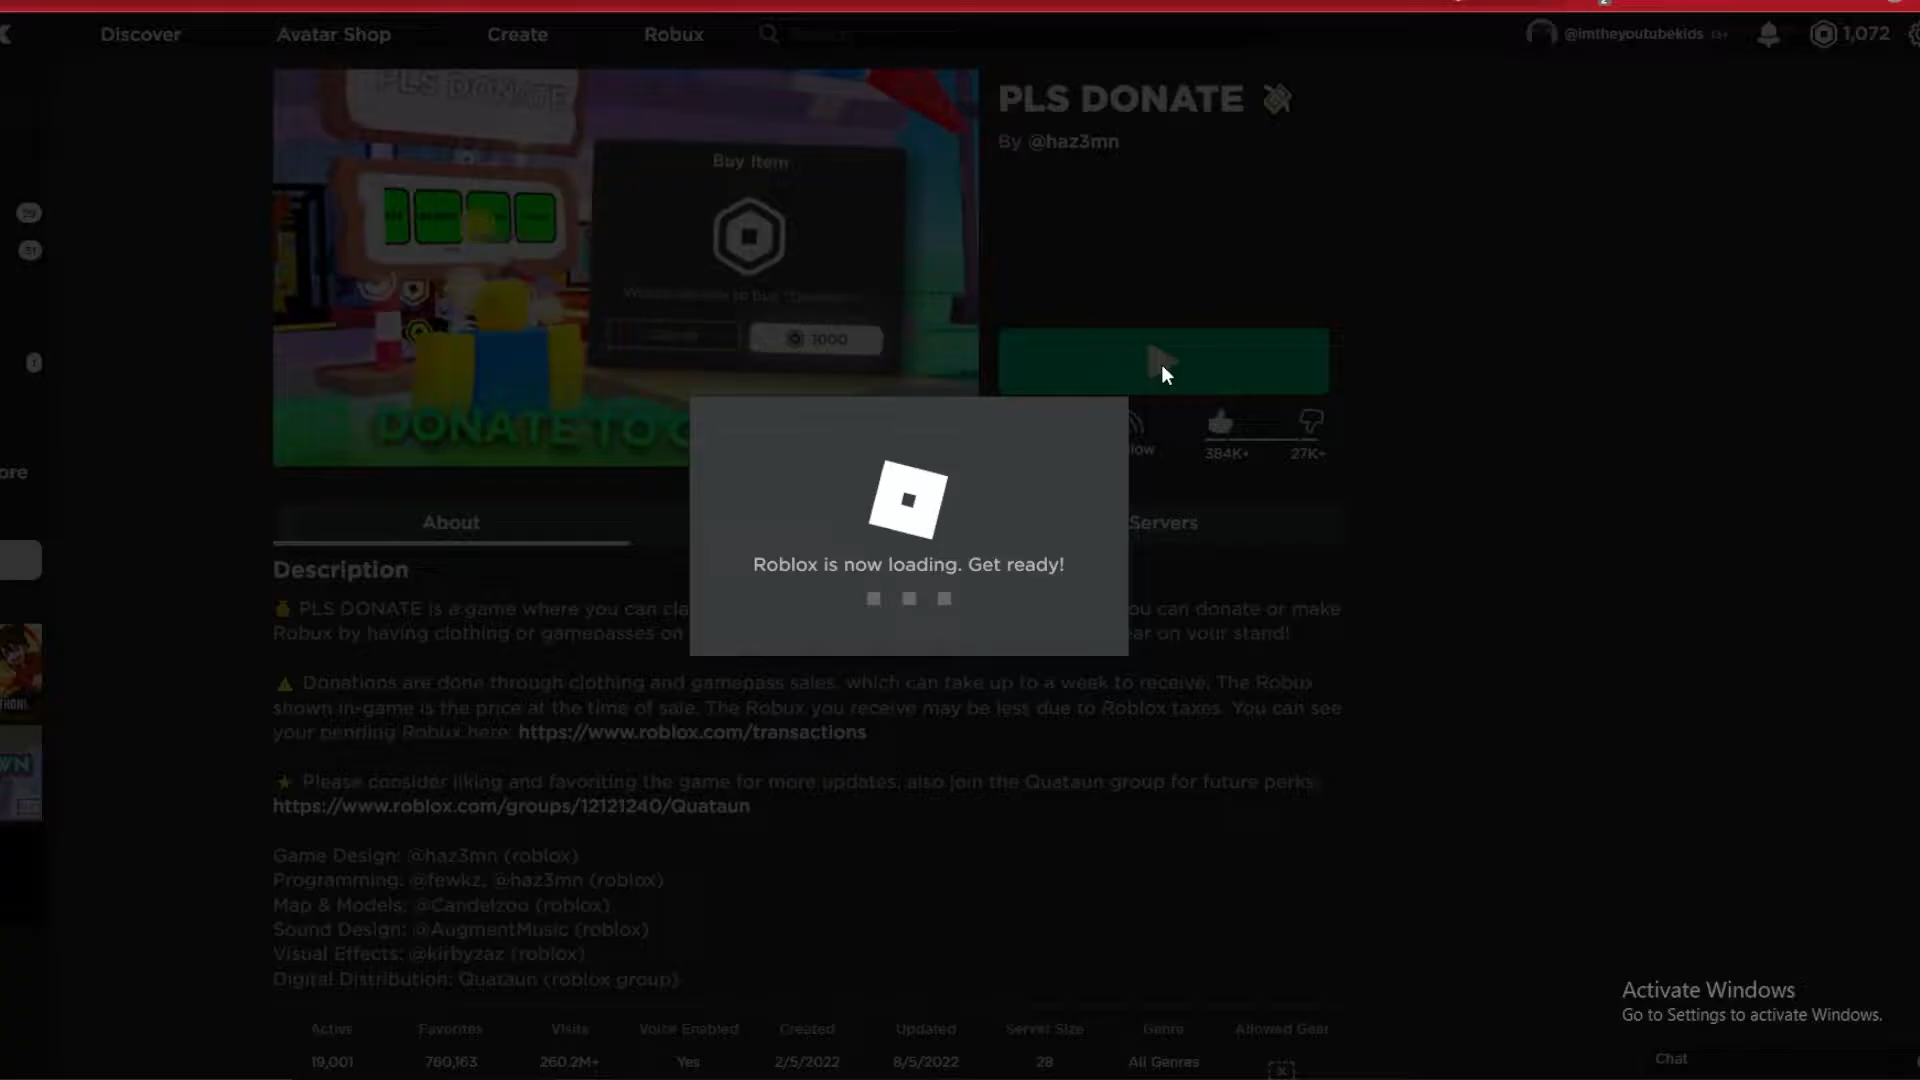 Discover
Avatar Shop
Create
Robux
@imtheyoutubekids 13+
1,072
PLS DONATE
PLS DONATE
By @haz3mn
Buy Item
1000
DONATE TO
29
51
1
ore
low
384K+
27K+
About
Servers
Roblox is now loading. Get ready!
Description
PLS DONATE is a game where you can cla
ou can donate or make
Robux by having clothing or gamepasses on
ar on your stand!
Donations are done through clothing and gamepass sales, which can take up to a week to receive. The Robux
shown in-game is the price at the time of sale. The Robux you receive may be less due to Roblox taxes. You can see
your pending Robux here: https://www.roblox.com/transactions
Please consider liking and favoriting the game for more updates, also join the Quataun group for future perks
https://www.roblox.com/groups/12121240/Quataun
WN
Game Design: @haz3mn (roblox)
Programming: @fewkz, @haz3mn (roblox)
Map & Models: @Candelzoo (roblox)
Sound Design: @AugmentMusic (roblox)
Visual Effects: @kirbyzaz (roblox)
Digital Distribution: Quataun (roblox group)
Active Favorites Visits Voice Enabled Created Updated Server Size Genre Allowed Gear
19,001 760,163 260.2M+ Yes 2/5/2022 8/5/2022 28 All Genres
Activate Windows
Go to Settings to activate Windows.
Chat